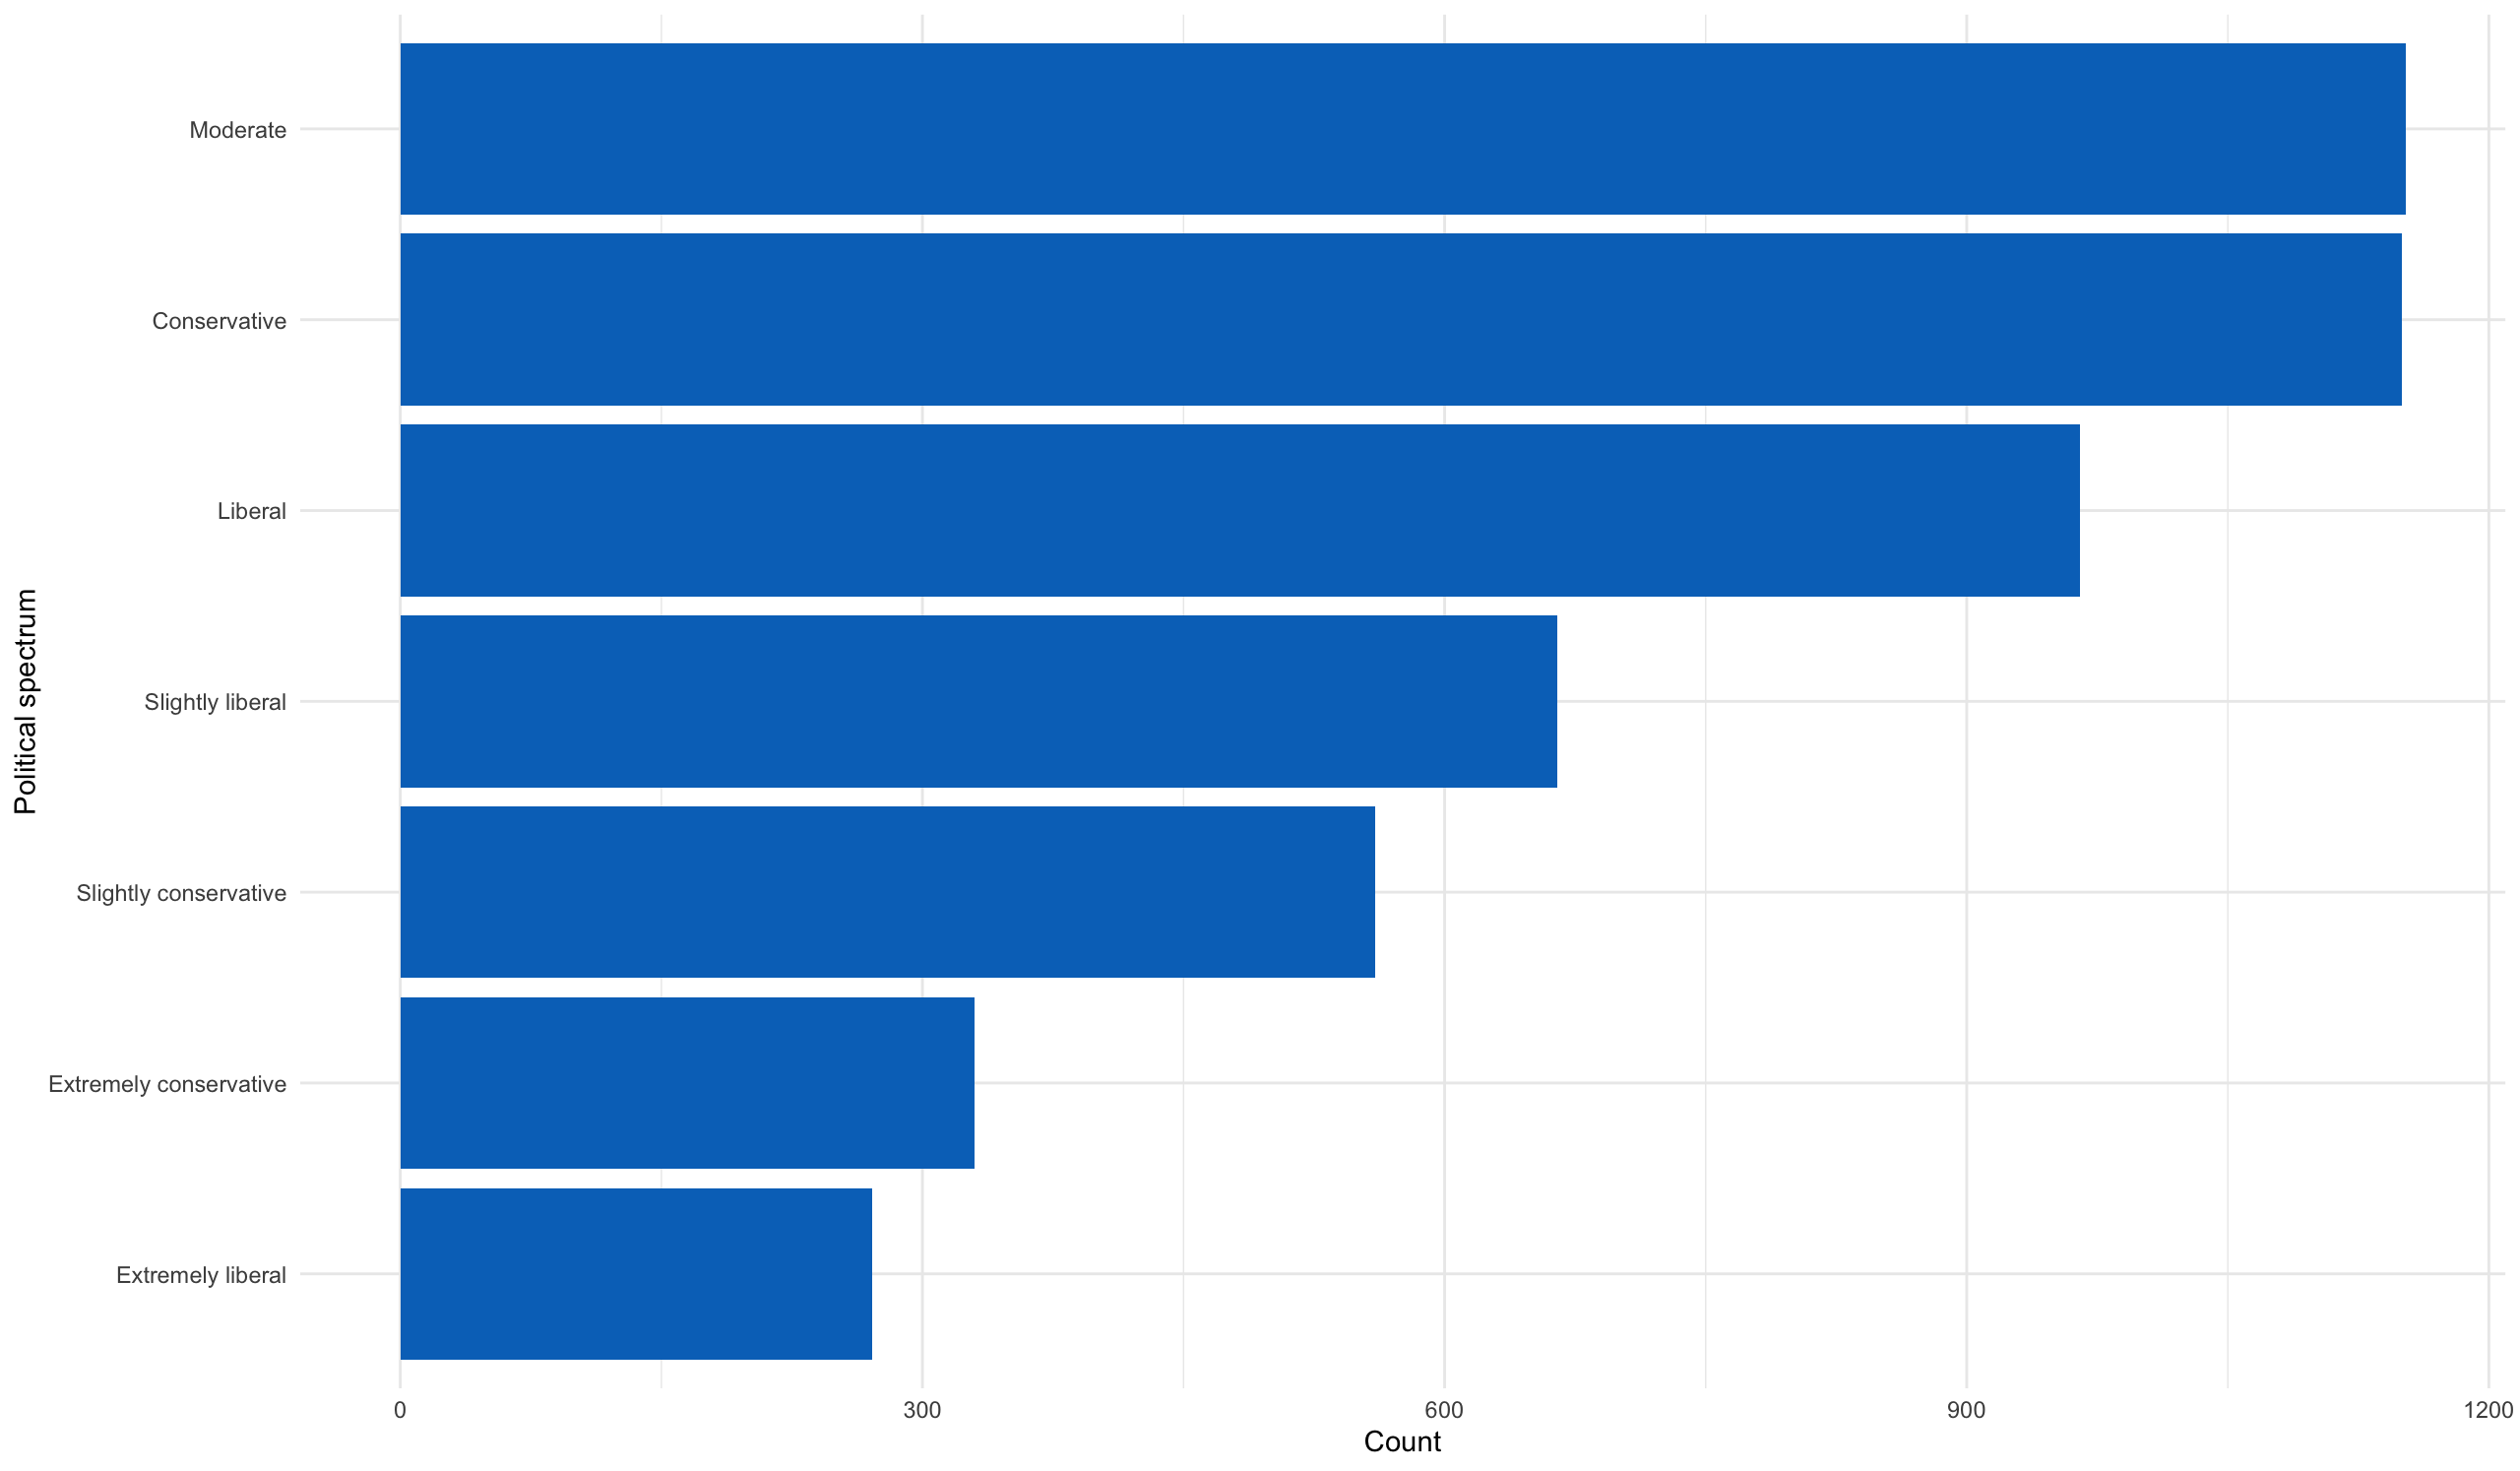 Moderate
Conservative
Liberal
Slightly liberal
Slightly conservative
Extremely conservative
Extremely liberal
Political spectrum
0 300 600 900 1200
Count